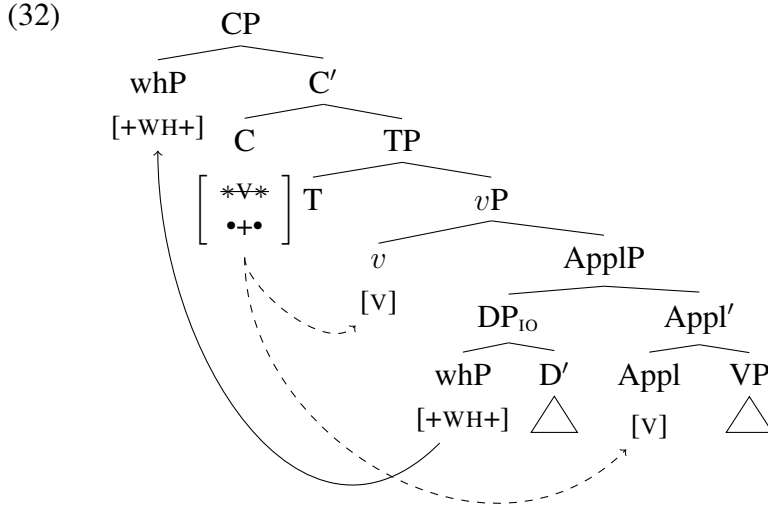 (32)
CP
whP C′
[+WH+]
C TP
[ *V* ] T vP
•+•
v ApplP
[V]
DP_IO Appl′
whP D′ Appl VP
[+WH+] [V]